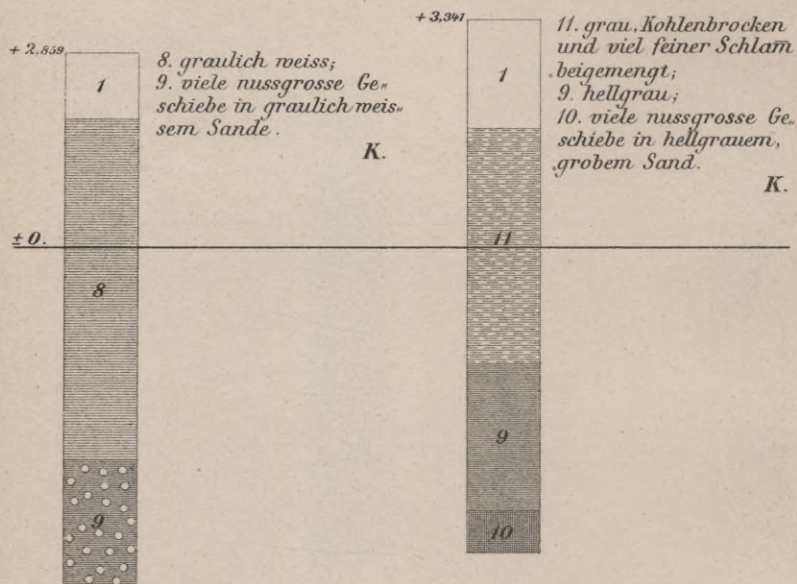 + 2,859
1
8. graulich weiss;
9. viele nussgrosse Ge„
schiebe in graulich weis„
sem Sande.
K.
± 0.
8
9
+ 3,341
1
11. grau, Kohlenbrocken
und viel feiner Schlam̅
beigemengt;
9. hellgrau;
10. viele nussgrosse Ge„
schiebe in hellgrauem,
grobem Sand.
K.
11
9
10